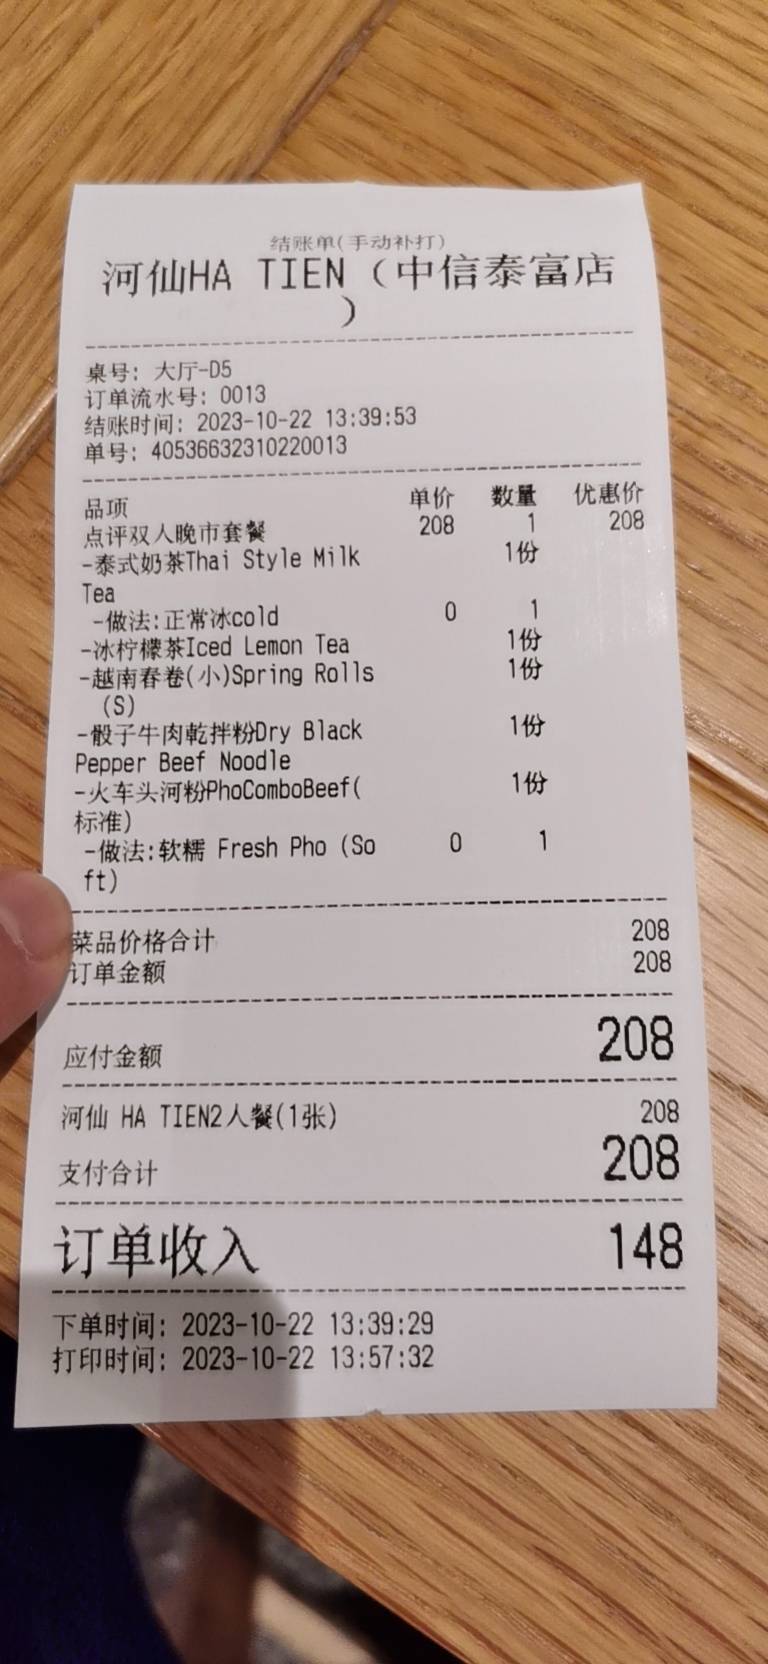 结账单(手动补打)
河仙HA TIEN（中信泰富店
）
桌号: 大厅-D5
订单流水号: 0013
结账时间: 2023-10-22 13:39:53
单号: 40536632310220013
品项 单价 数量 优惠价
点评双人晚市套餐 208 1 208
-泰式奶茶Thai Style Milk 1份
Tea
-做法:正常冰cold 0 1
-冰柠檬茶Iced Lemon Tea 1份
-越南春卷(小)Spring Rolls 1份
(S)
-骰子牛肉乾拌粉Dry Black 1份
Pepper Beef Noodle
-火车头河粉PhoComboBeef( 1份
标准)
-做法:软糯 Fresh Pho (So 0 1
ft)
菜品价格合计 208
订单金额 208
应付金额 208
河仙 HA TIEN2人餐(1张) 208
支付合计 208
订单收入 148
下单时间: 2023-10-22 13:39:29
打印时间: 2023-10-22 13:57:32